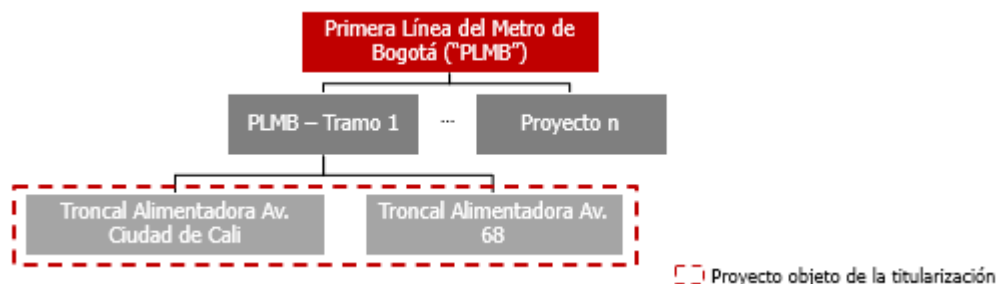 Primera Línea del Metro de
Bogotá (“PLMB”)
PLMB – Tramo 1
...
Proyecto n
Troncal Alimentadora Av.
Ciudad de Cali
Troncal Alimentadora Av.
68
Proyecto objeto de la titularización